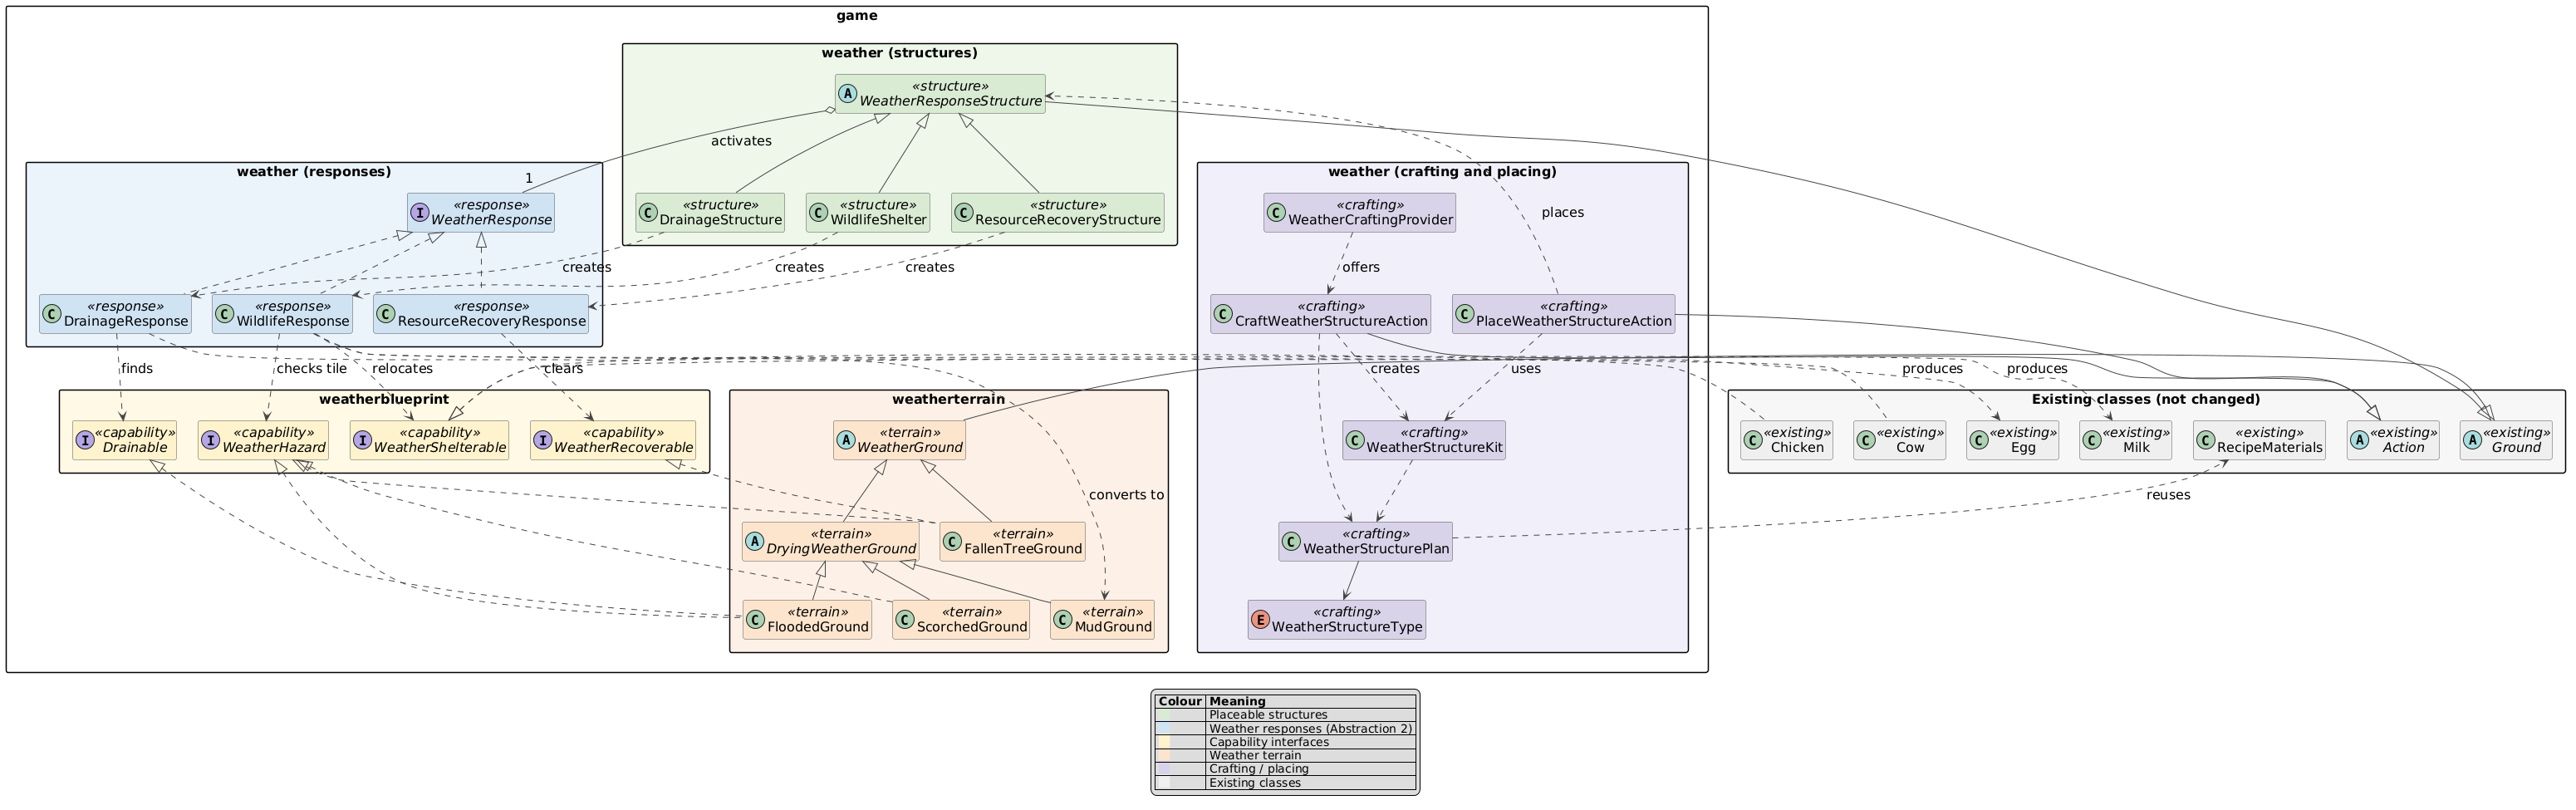 game
weather (structures)
A
«structure»
WeatherResponseStructure
activates
places
weather (responses)
weather (crafting and placing)
1
I
«response»
WeatherResponse
C
«structure»
DrainageStructure
C
«structure»
WildlifeShelter
C
«structure»
ResourceRecoveryStructure
C
«crafting»
WeatherCraftingProvider
creates
creates
creates
offers
C
«response»
DrainageResponse
C
«response»
WildlifeResponse
C
«response»
ResourceRecoveryResponse
C
«crafting»
CraftWeatherStructureAction
C
«crafting»
PlaceWeatherStructureAction
finds
checks tile
relocates
clears
creates
uses
produces
produces
weatherblueprint
weatherterrain
Existing classes (not changed)
I
«capability»
Drainable
I
«capability»
WeatherHazard
I
«capability»
WeatherShelterable
I
«capability»
WeatherRecoverable
A
«terrain»
WeatherGround
C
«crafting»
WeatherStructureKit
C
«existing»
Chicken
C
«existing»
Cow
C
«existing»
Egg
C
«existing»
Milk
C
«existing»
RecipeMaterials
A
«existing»
Action
A
«existing»
Ground
converts to
reuses
A
«terrain»
DryingWeatherGround
C
«terrain»
FallenTreeGround
C
«crafting»
WeatherStructurePlan
C
«terrain»
FloodedGround
C
«terrain»
ScorchedGround
C
«terrain»
MudGround
E
«crafting»
WeatherStructureType
Colour Meaning
Placeable structures
Weather responses (Abstraction 2)
Capability interfaces
Weather terrain
Crafting / placing
Existing classes